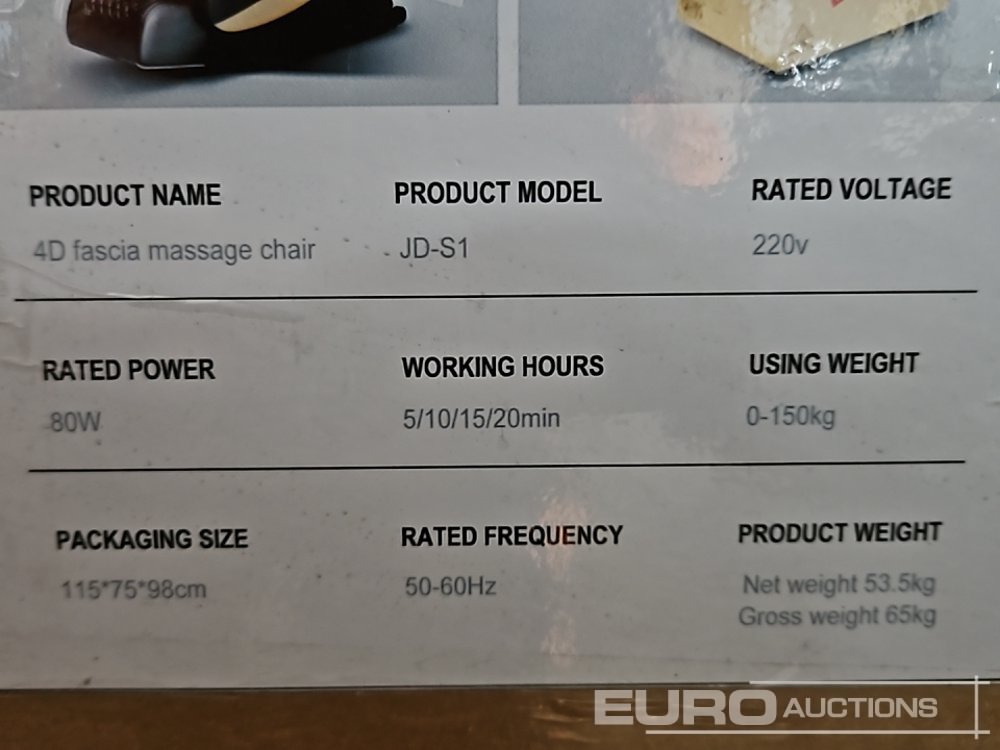 PRODUCT NAME
PRODUCT MODEL
RATED VOLTAGE
4D fascia massage chair
JD-S1
220v
RATED POWER
WORKING HOURS
USING WEIGHT
80W
5/10/15/20min
0-150kg
PACKAGING SIZE
RATED FREQUENCY
PRODUCT WEIGHT
115*75*98cm
50-60Hz
Net weight 53.5kg
Gross weight 65kg
EURO AUCTIONS